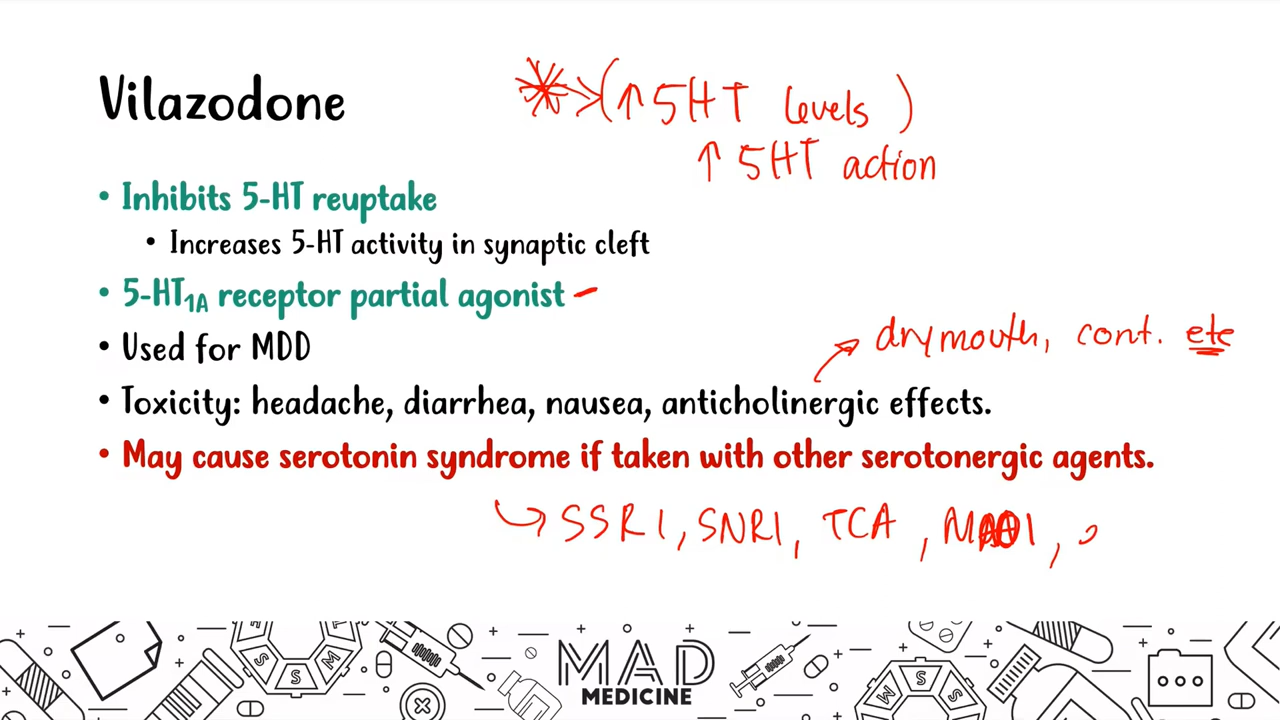 Vilazodone
(↑5HT levels)
↑ 5HT action
• Inhibits 5-HT reuptake
• Increases 5-HT activity in synaptic cleft
• 5-HT1A receptor partial agonist
• Used for MDD
dry mouth, cont. etc
• Toxicity: headache, diarrhea, nausea, anticholinergic effects.
• May cause serotonin syndrome if taken with other serotonergic agents.
SSRI, SNRI, TCA, MAOI,
MAD
MEDICINE